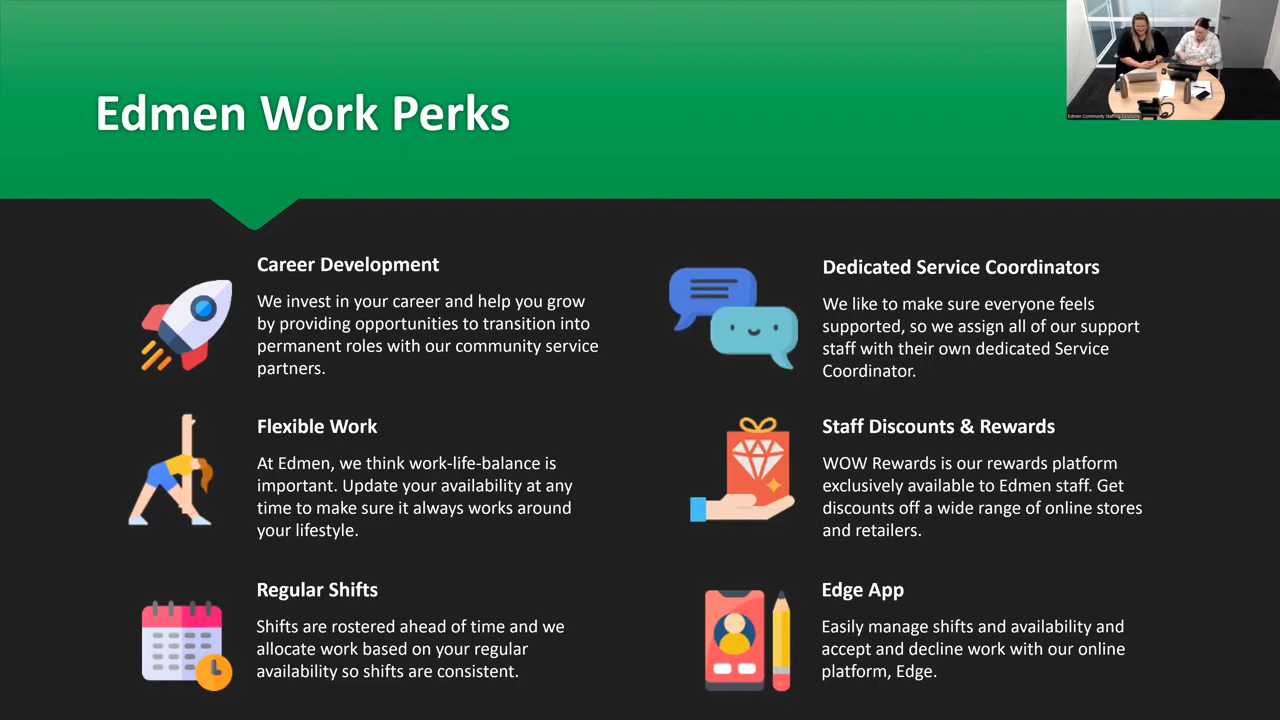 Edmen Work Perks
Edmen Community Staffing Solutions
Career Development
We invest in your career and help you grow
by providing opportunities to transition into
permanent roles with our community service
partners.
Dedicated Service Coordinators
We like to make sure everyone feels
supported, so we assign all of our support
staff with their own dedicated Service
Coordinator.
Flexible Work
At Edmen, we think work-life-balance is
important. Update your availability at any
time to make sure it always works around
your lifestyle.
Staff Discounts & Rewards
WOW Rewards is our rewards platform
exclusively available to Edmen staff. Get
discounts off a wide range of online stores
and retailers.
Regular Shifts
Shifts are rostered ahead of time and we
allocate work based on your regular
availability so shifts are consistent.
Edge App
Easily manage shifts and availability and
accept and decline work with our online
platform, Edge.